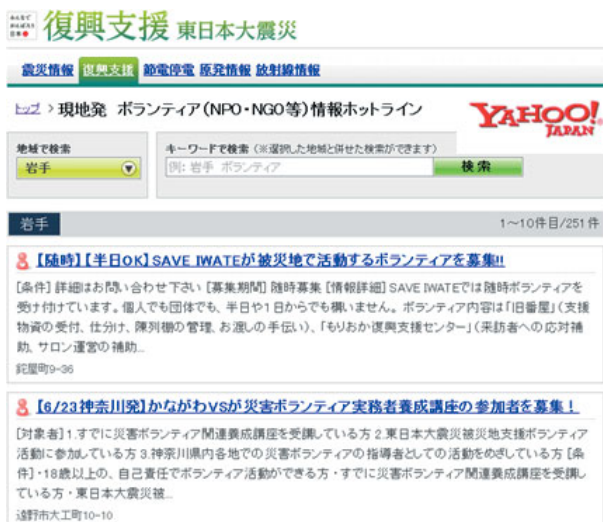 みんなで
がんばろう
日本
復興支援 東日本大震災
震災情報 復興支援 節電停電 原発情報 放射線情報
トップ > 現地発 ボランティア(NPO・NGO等)情報ホットライン
YAHOO!
JAPAN
地域で検索
キーワードで検索 (※選択した地域と併せた検索ができます)
岩手
例: 岩手 ボランティア
検索
岩手
1~10件目/251件
【随時】【半日OK】SAVE IWATEが被災地で活動するボランティアを募集!!
[条件] 詳細はお問い合わせ下さい [募集期間] 随時募集 [情報詳細] SAVE IWATEでは随時ボランティアを
受け付けています。個人でも団体でも、半日や1日からでも構いません。ボランティア内容は「旧番屋」(支援
物資の受付、仕分け、陳列棚の管理、お渡しの手伝い)、「もりおか復興支援センター」(来訪者への応対補
助、サロン運営の補助...
鉈屋町9-36
【6/23神奈川発】かながわVSが災害ボランティア実務者養成講座の参加者を募集!
[対象者]1.すでに災害ボランティア関連養成講座を受講している方 2.東日本大震災被災地支援ボランティア
活動に参加している方 3.神奈川県内各地での災害ボランティアの指導者としての活動をめざしている方 [条
件]・18歳以上の、自己責任でボランティア活動ができる方・すでに災害ボランティア関連養成講座を受講し
ている方・東日本大震災被...
遠野市大工町10-10